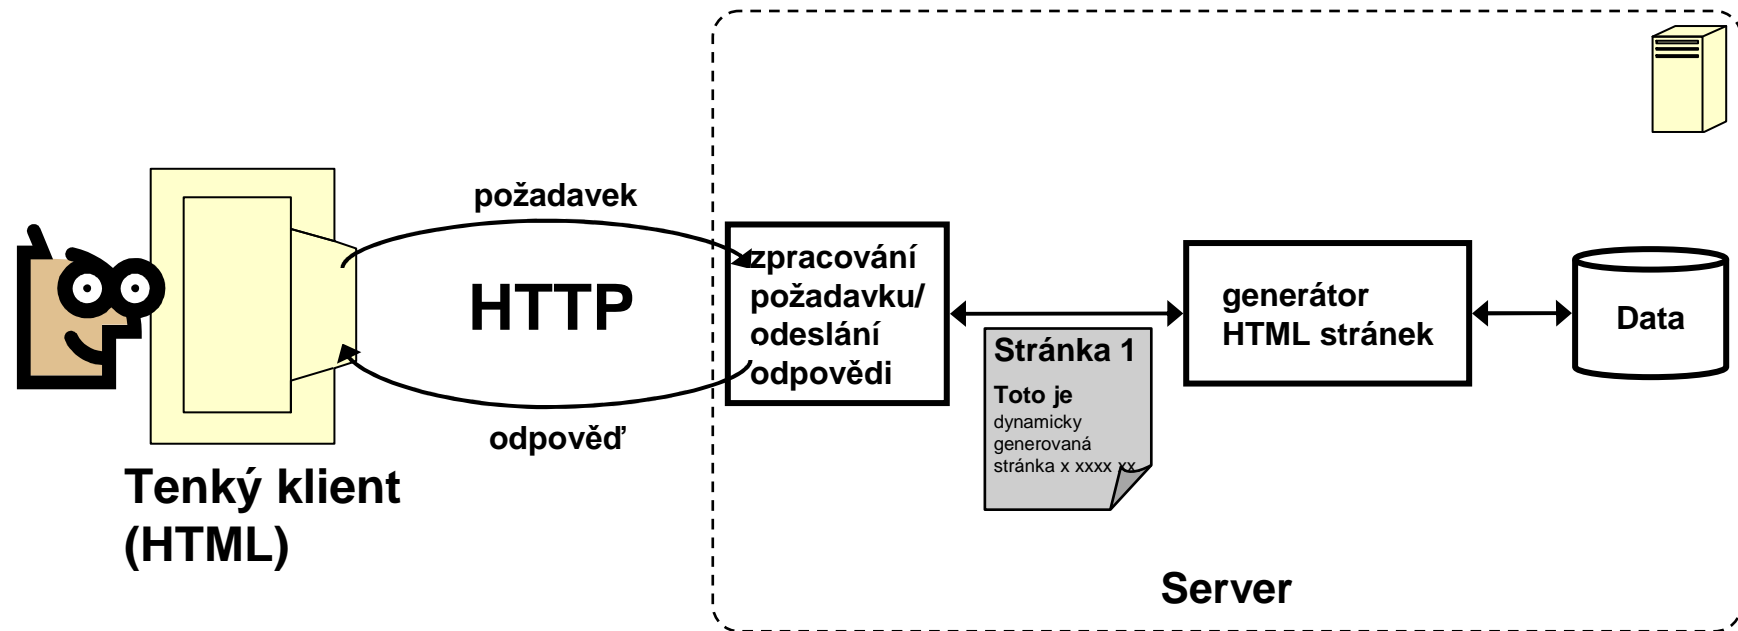 požadavek
HTTP
odpověď
Tenký klient
(HTML)
zpracování
požadavku/
odeslání
odpovědi
Stránka 1
Toto je
dynamicky
generovaná
stránka x xxxx xx
generátor
HTML stránek
Data
Server